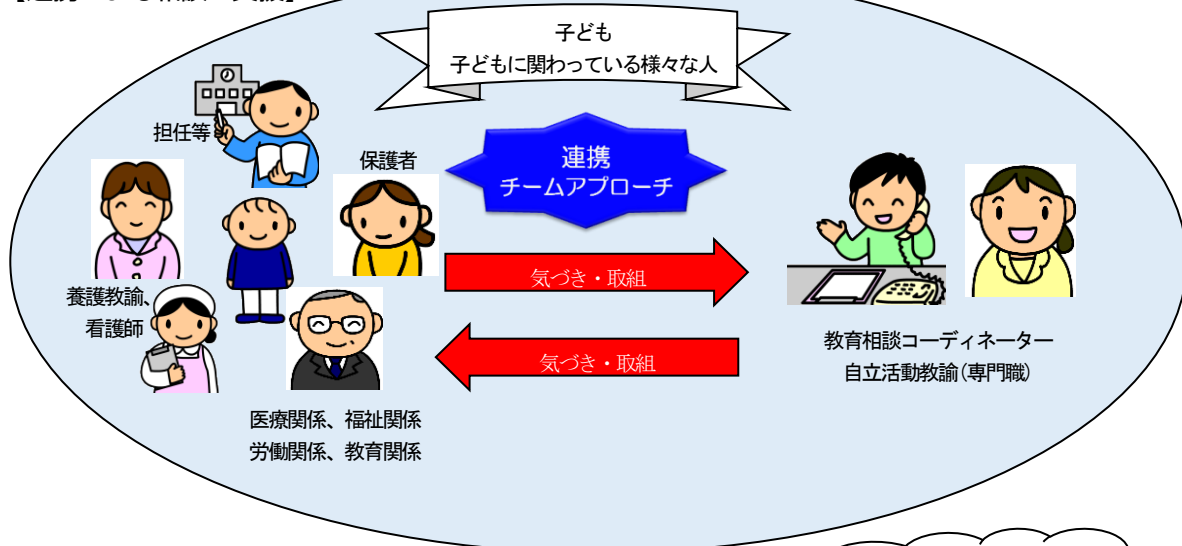 子ども
子どもに関わっている様々な人
担任等
保護者
連携
チームアプローチ
気づき・取組
養護教諭、
看護師
気づき・取組
教育相談コーディネーター
自立活動教諭（専門職）
医療関係、福祉関係
労働関係、教育関係